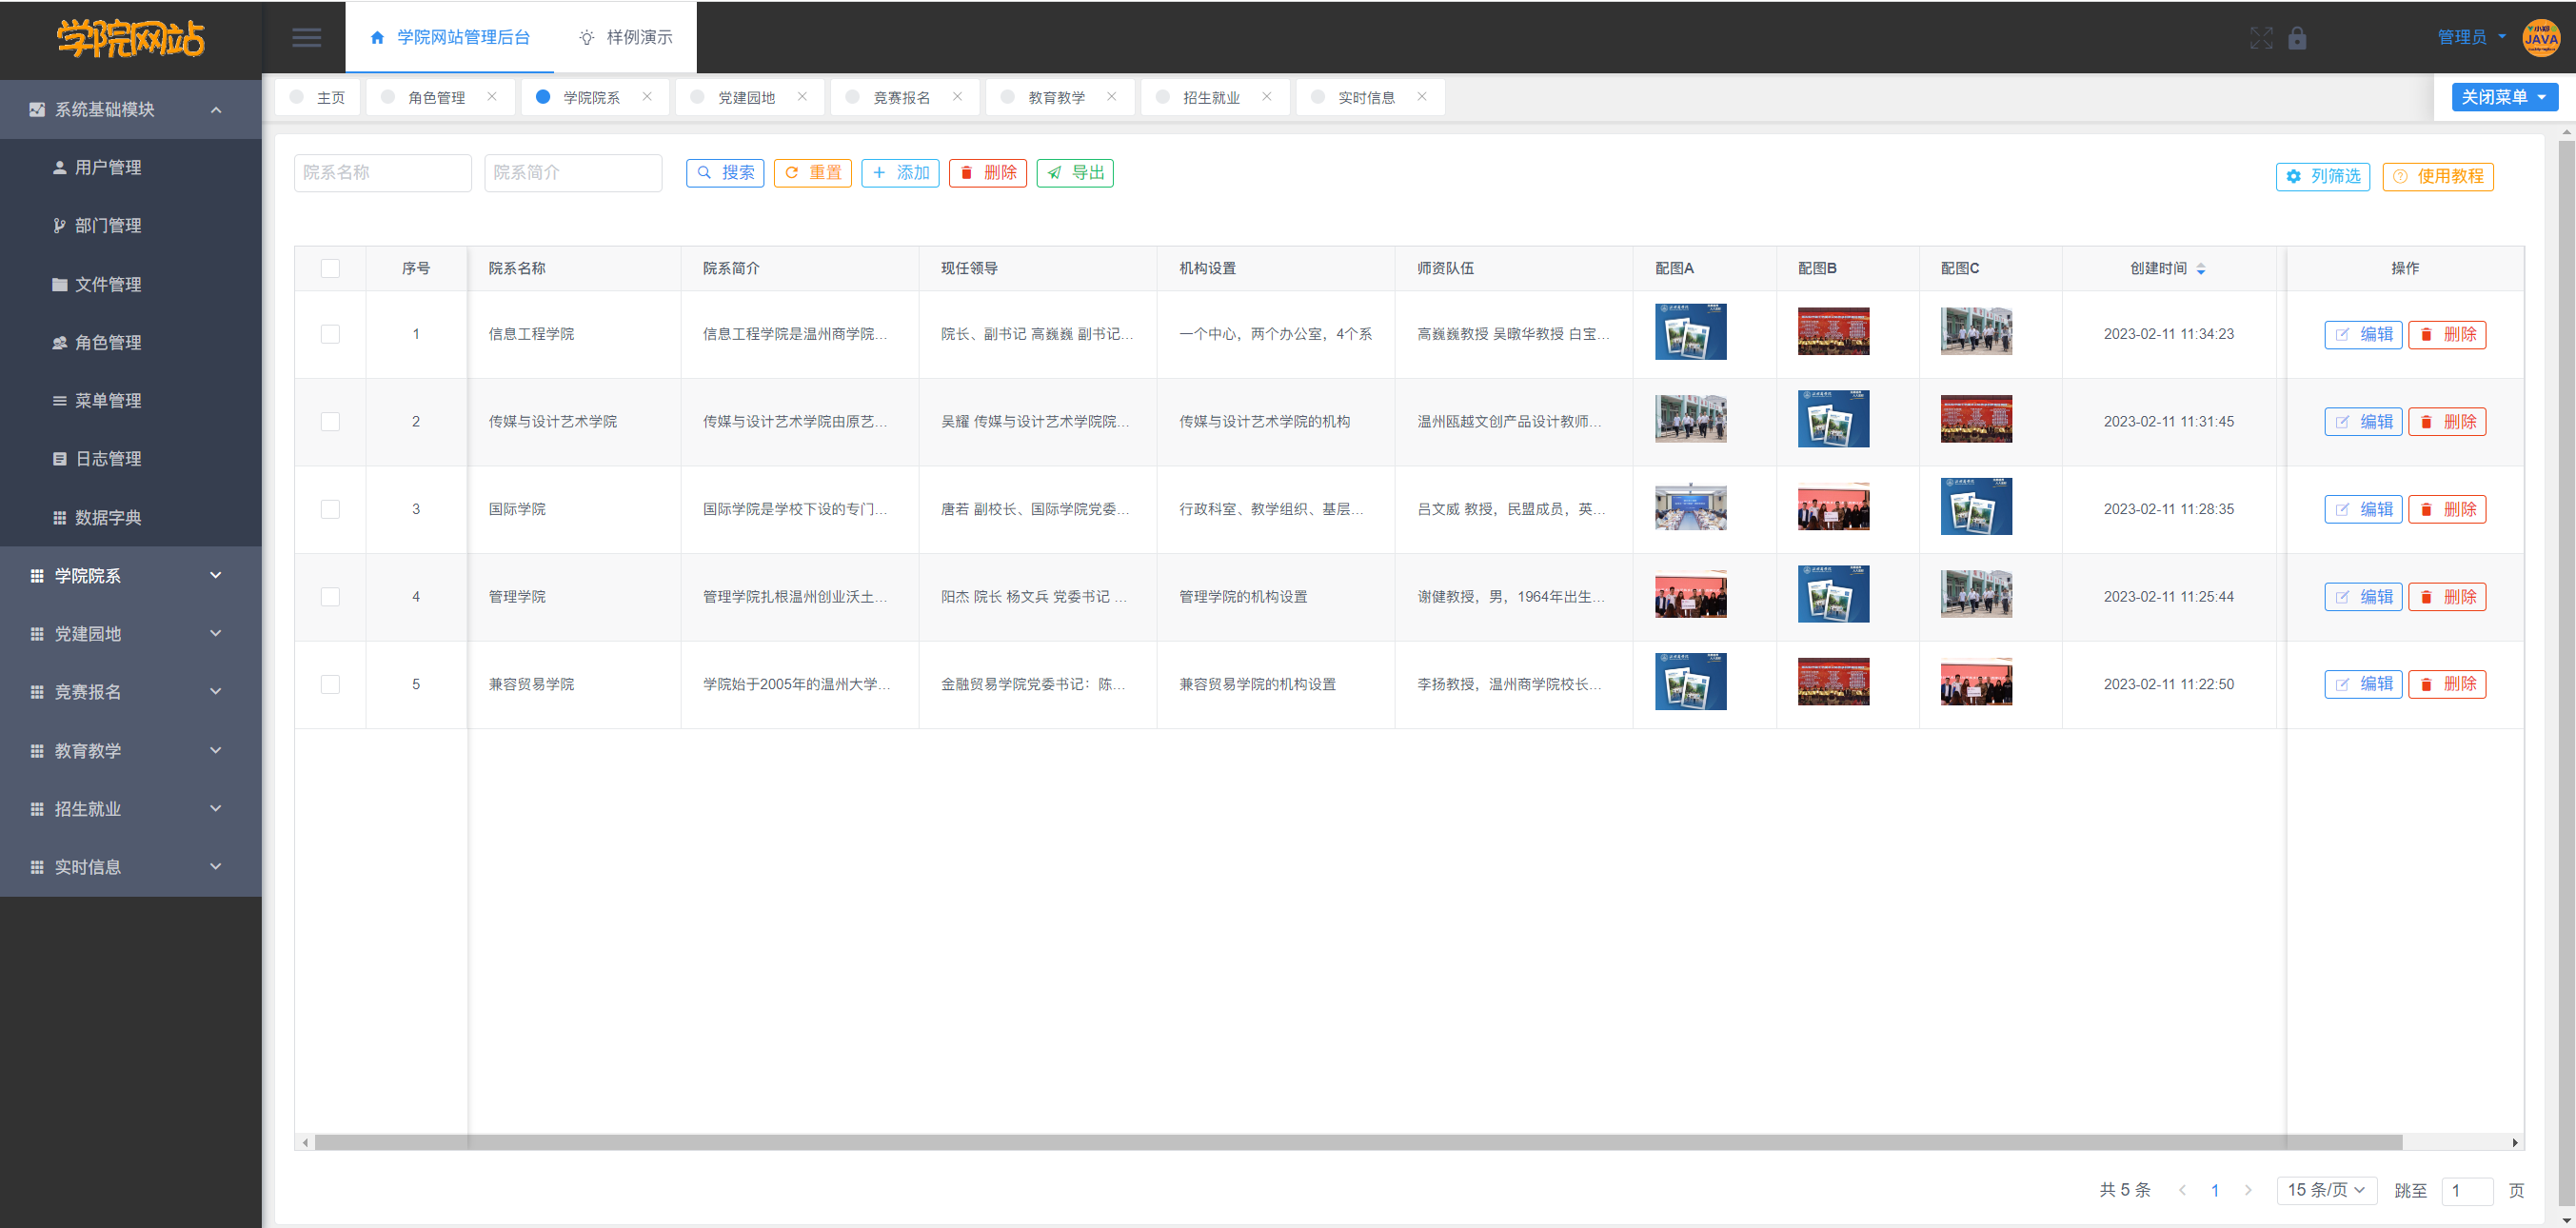 学院网站
学院网站管理后台
样例演示
管理员
小郑
JAVA
主页
角色管理
学院院系
党建园地
竞赛报名
教育教学
招生就业
实时信息
关闭菜单
系统基础模块
用户管理
部门管理
文件管理
角色管理
菜单管理
日志管理
数据字典
学院院系
党建园地
竞赛报名
教育教学
招生就业
实时信息
院系名称 院系简介 搜索 重置 添加 删除 导出 列筛选 使用教程
序号 院系名称 院系简介 现任领导 机构设置 师资队伍 配图A 配图B 配图C 创建时间 操作
1 信息工程学院 信息工程学院是温州商学院... 院长、副书记 高巍巍 副书记... 一个中心，两个办公室，4个系 高巍巍教授 吴暾华教授 白宝... 2023-02-11 11:34:23 编辑 删除
2 传媒与设计艺术学院 传媒与设计艺术学院由原艺... 吴耀 传媒与设计艺术学院院... 传媒与设计艺术学院的机构 温州瓯越文创产品设计教师... 2023-02-11 11:31:45 编辑 删除
3 国际学院 国际学院是学校下设的专门... 唐若 副校长、国际学院党委... 行政科室、教学组织、基层... 吕文威 教授，民盟成员，英... 2023-02-11 11:28:35 编辑 删除
4 管理学院 管理学院扎根温州创业沃土... 阳杰 院长 杨文兵 党委书记 ... 管理学院的机构设置 谢健教授，男，1964年出生... 2023-02-11 11:25:44 编辑 删除
5 兼容贸易学院 学院始于2005年的温州大学... 金融贸易学院党委书记：陈... 兼容贸易学院的机构设置 李扬教授，温州商学院校长... 2023-02-11 11:22:50 编辑 删除
共 5 条 1 15 条/页 跳至 1 页